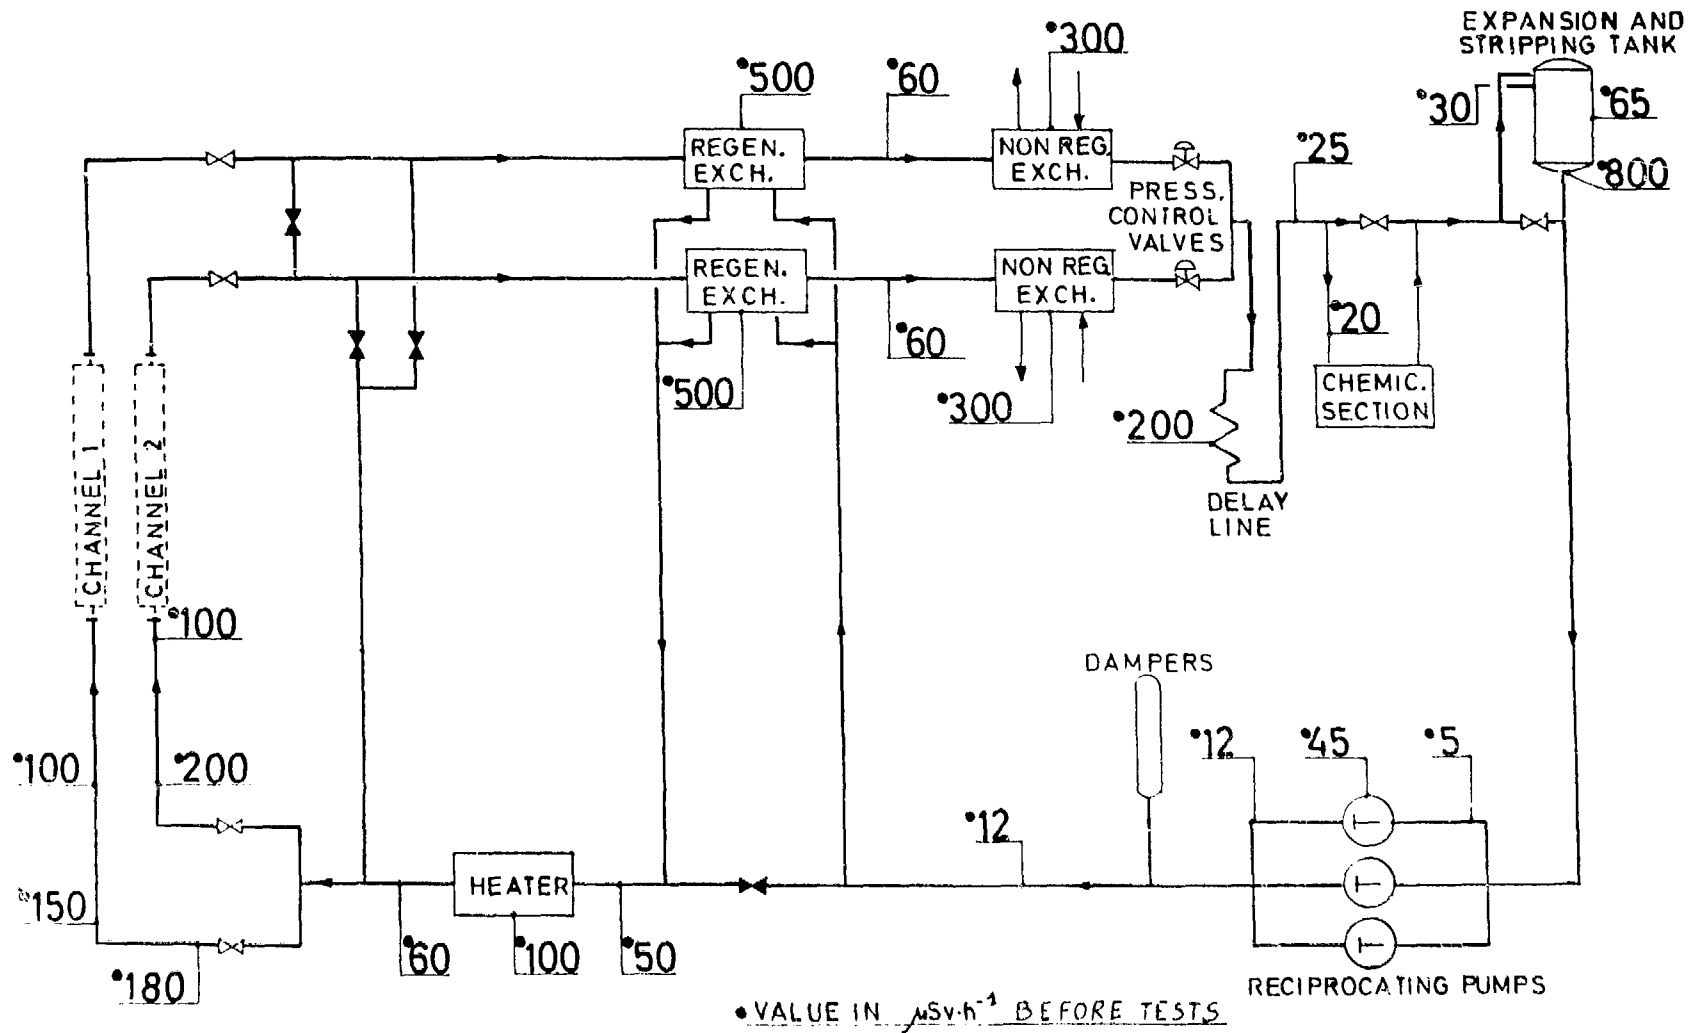 EXPANSION AND
STRIPPING TANK
•300
•500
•60
•30
•65
•25
•800
REGEN.
EXCH.
NON REG.
EXCH.
PRESS.
CONTROL
VALVES
REGEN.
EXCH.
NON REG
EXCH.
•20
•60
•500
•300
•200
CHEMIC.
SECTION
CHANNEL 1
CHANNEL 2
DELAY
LINE
•100
DAMPERS
•100
•200
•12
•45
•5
•12
HEATER
•150
•60
•100
•50
•180
RECIPROCATING PUMPS
• VALUE IN µSv·h⁻¹ BEFORE TESTS